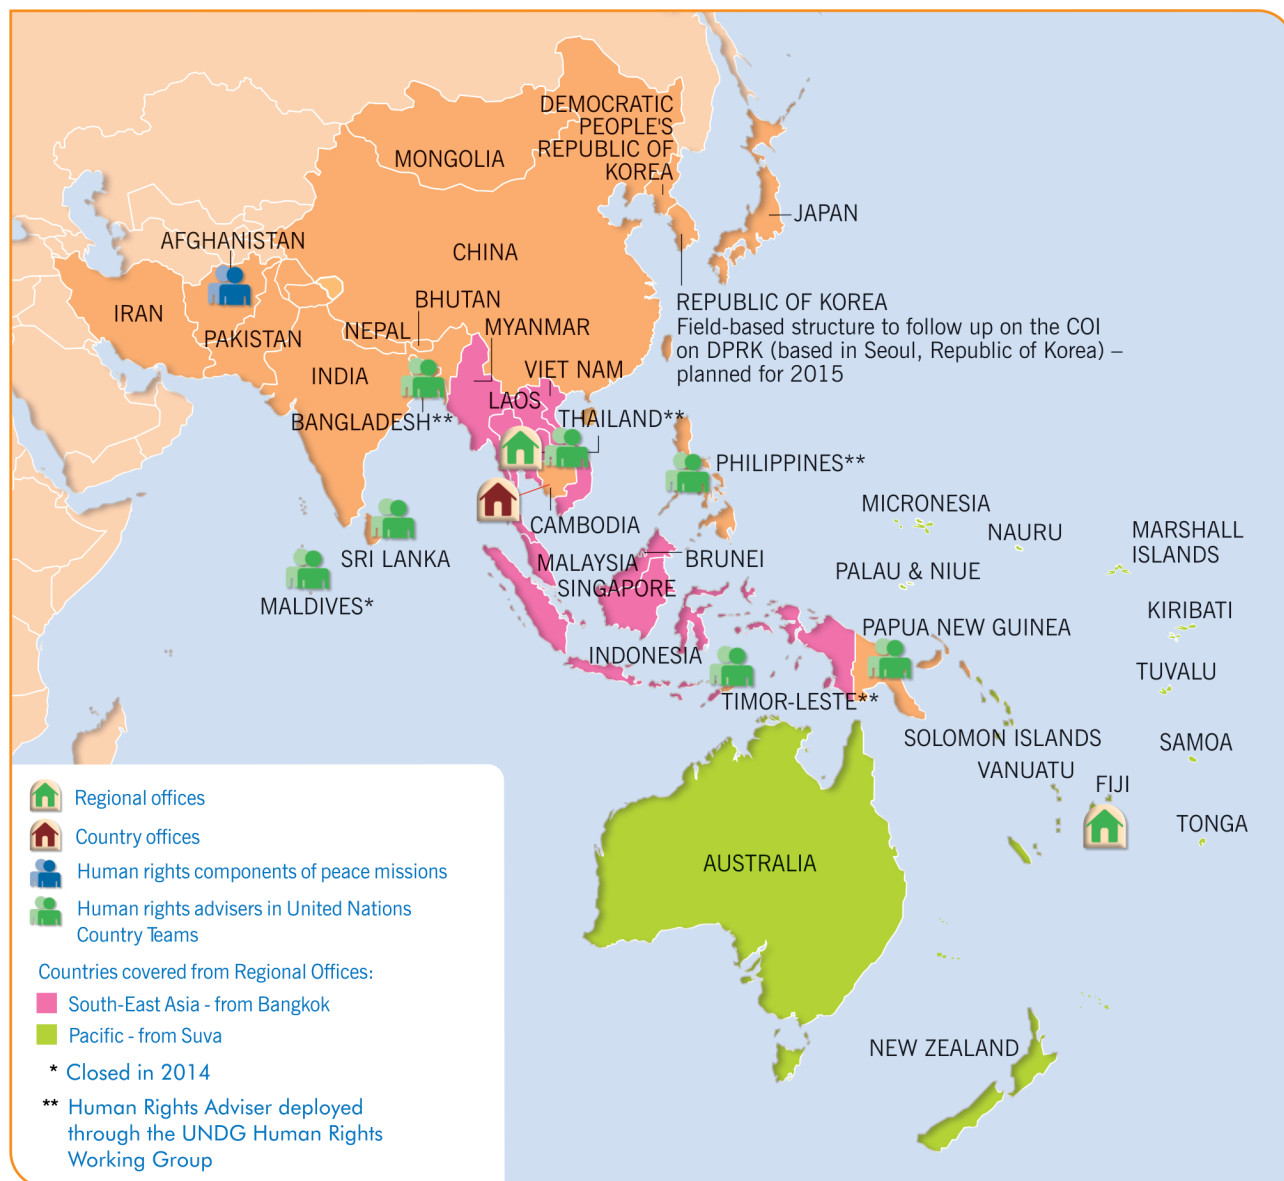 DEMOCRATIC
PEOPLE'S
REPUBLIC OF
KOREA
MONGOLIA
JAPAN
AFGHANISTAN
CHINA
IRAN
BHUTAN
REPUBLIC OF KOREA
Field-based structure to follow up on the COI
on DPRK (based in Seoul, Republic of Korea) –
planned for 2015
PAKISTAN
NEPAL
MYANMAR
INDIA
VIET NAM
LAOS
BANGLADESH**
THAILAND**
PHILIPPINES**
CAMBODIA
MICRONESIA
NAURU
MARSHALL
ISLANDS
SRI LANKA
MALAYSIA
BRUNEI
SINGAPORE
PALAU & NIUE
MALDIVES*
KIRIBATI
PAPUA NEW GUINEA
INDONESIA
TUVALU
TIMOR-LESTE**
SOLOMON ISLANDS
SAMOA
VANUATU
FIJI
TONGA
AUSTRALIA
NEW ZEALAND
Regional offices
Country offices
Human rights components of peace missions
Human rights advisers in United Nations
Country Teams
Countries covered from Regional Offices:
South-East Asia - from Bangkok
Pacific - from Suva
* Closed in 2014
** Human Rights Adviser deployed
through the UNDG Human Rights
Working Group